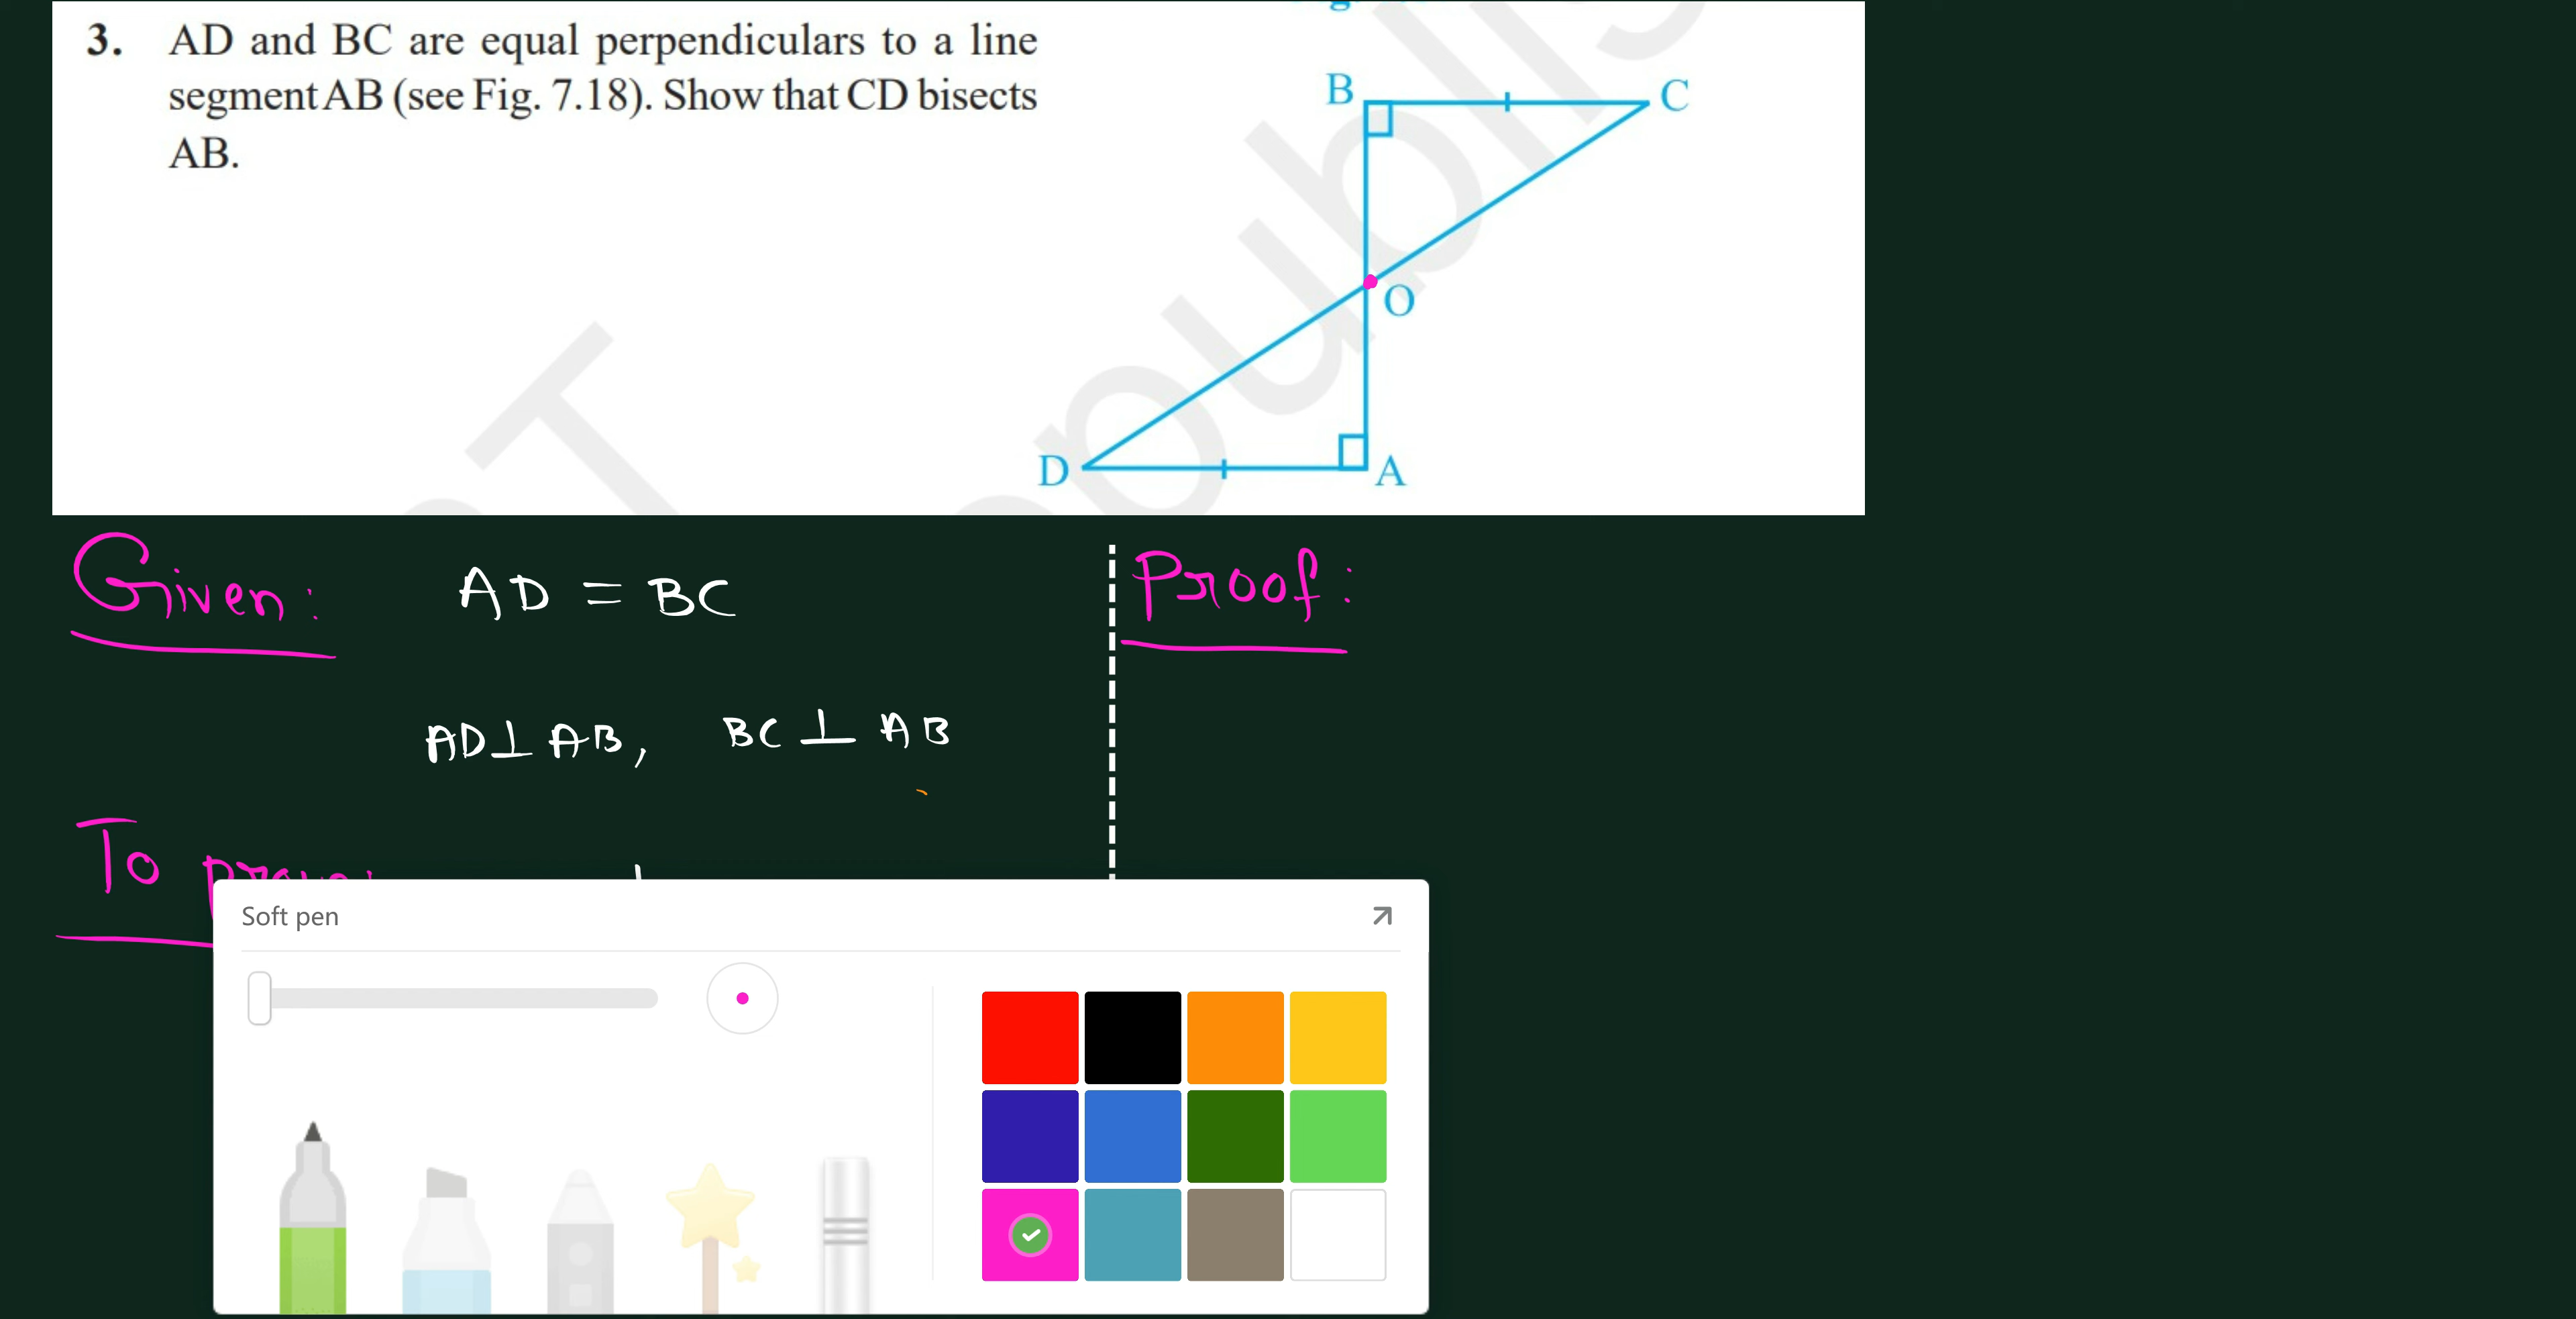 3. AD and BC are equal perpendiculars to a line
segment AB (see Fig. 7.18). Show that CD bisects
AB.
B
C
O
D
A
Given: AD = BC
AD ⊥ AB, BC ⊥ AB
Proof:
To prove:
Soft pen